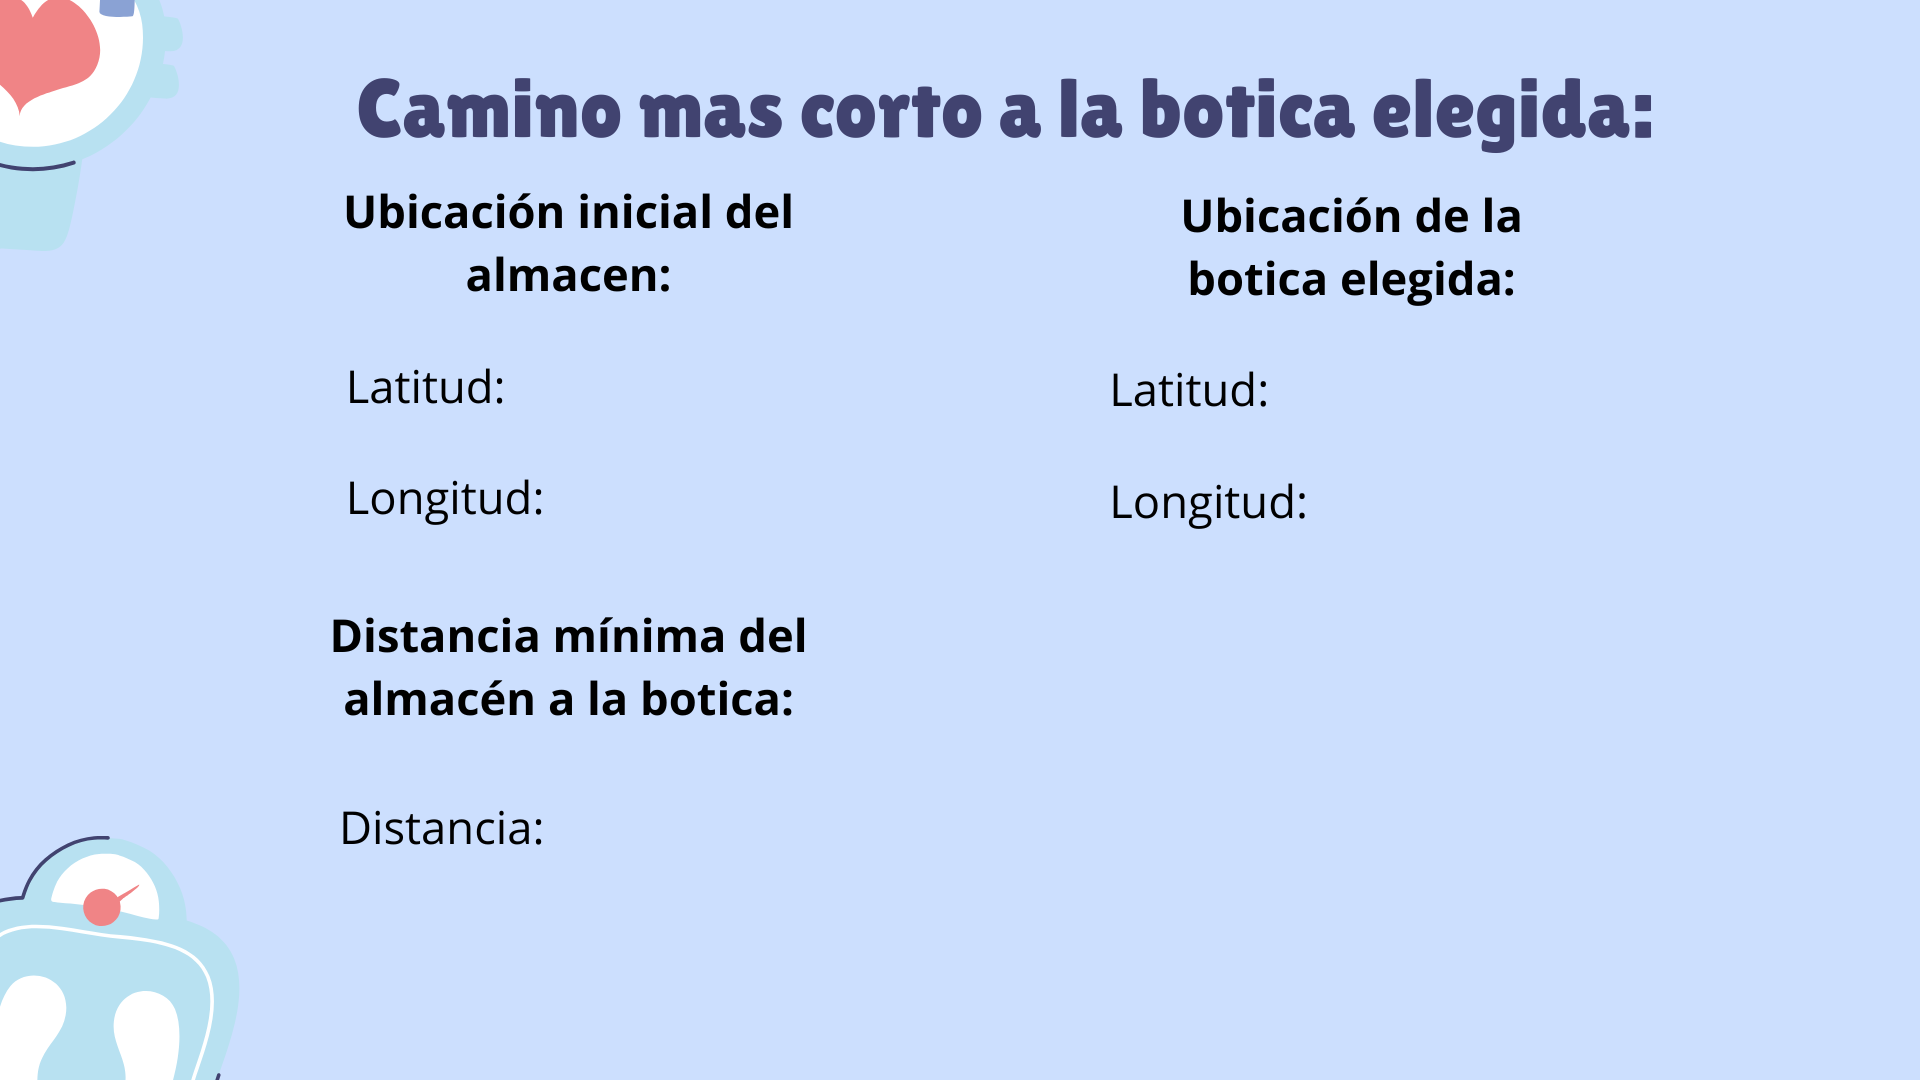 Camino mas corto a la botica elegida:
Ubicación inicial del
almacen:
Latitud:
Longitud:
Ubicación de la
botica elegida:
Latitud:
Longitud:
Distancia mínima del
almacén a la botica:
Distancia: